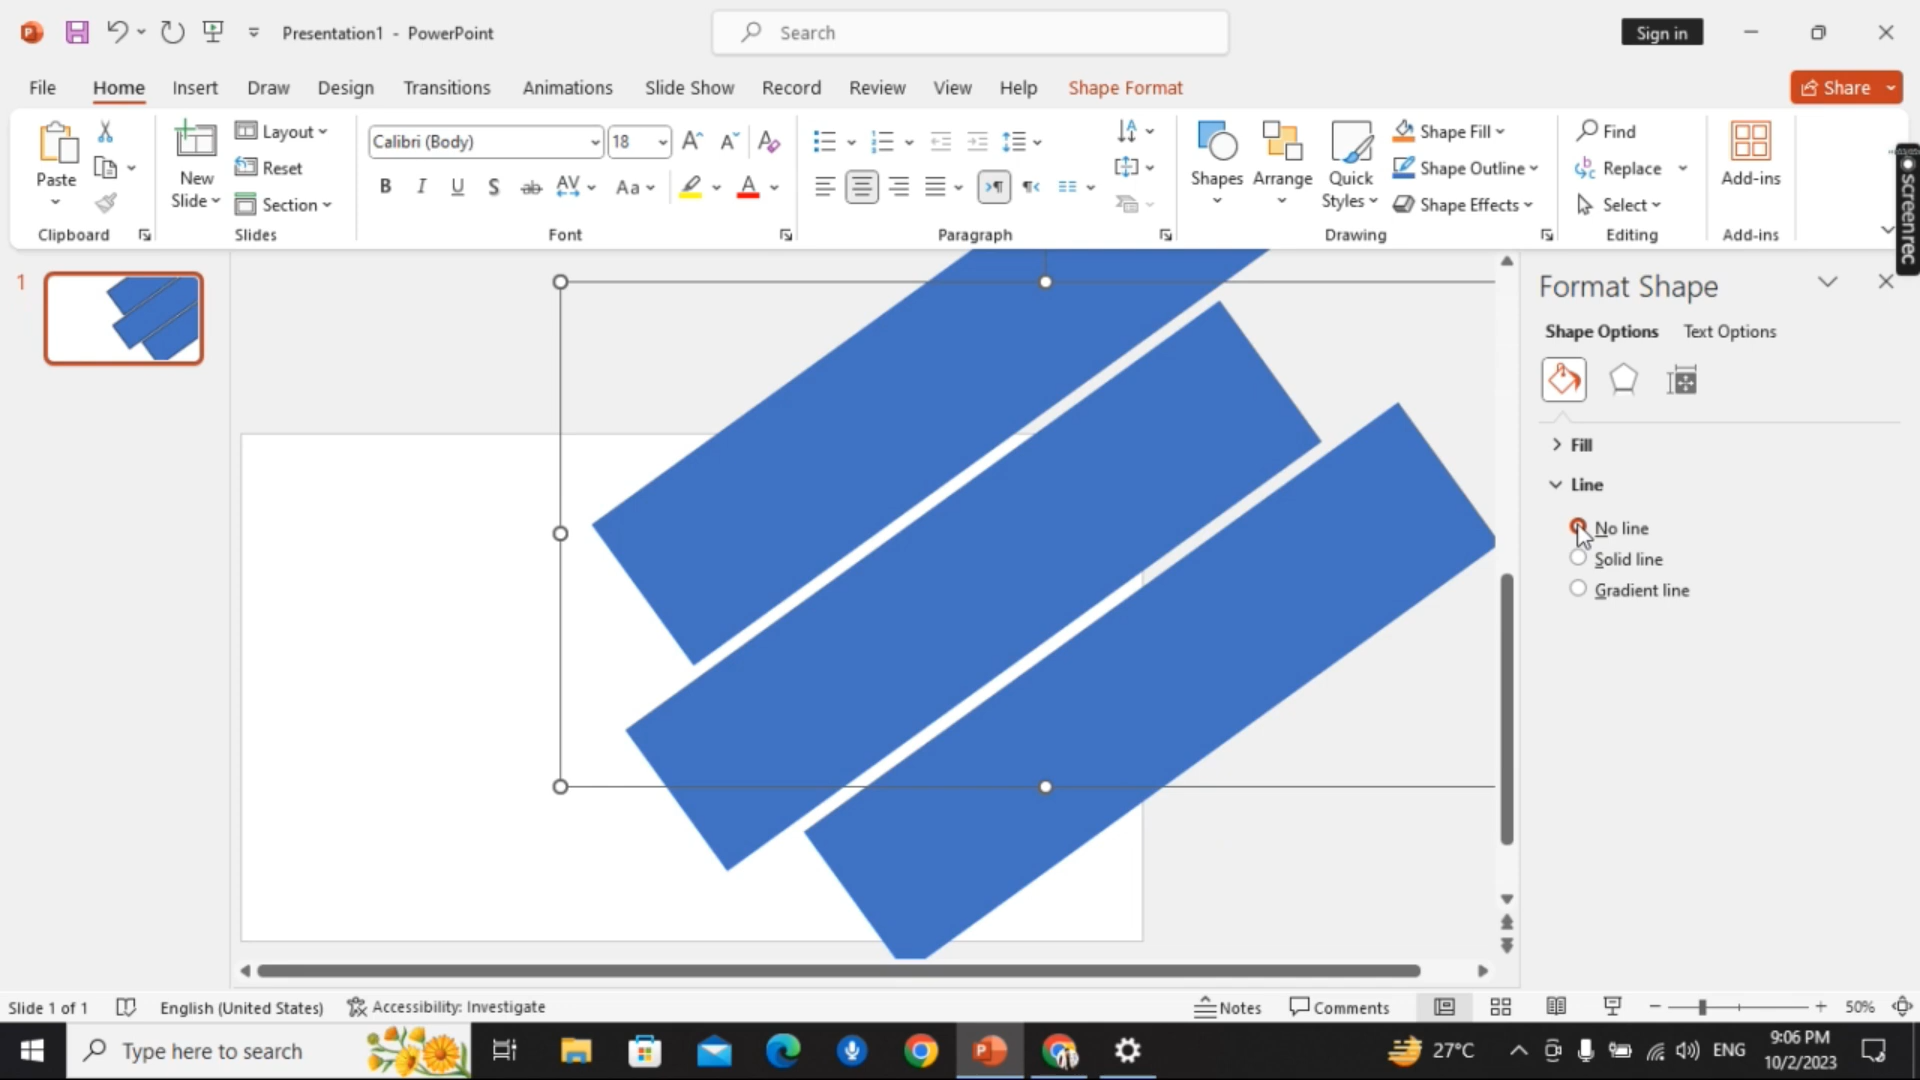 Presentation1 - PowerPoint
Search
Sign in
File Home Insert Draw Design Transitions Animations Slide Show Record Review View Help Shape Format
Share
Paste
New Slide
Layout
Reset
Section
Calibri (Body) 18
B I U S ab AV Aa A
Shapes
Arrange
Quick Styles
Shape Fill
Shape Outline
Shape Effects
Find
Replace
Select
Add-ins
Clipboard Slides Font Paragraph Drawing Editing Add-ins
screenrec
1
Format Shape
Shape Options Text Options
Fill
Line
No line
Solid line
Gradient line
Slide 1 of 1 English (United States) Accessibility: Investigate Notes Comments 50%
Type here to search
27°C
ENG
9:06 PM
10/2/2023